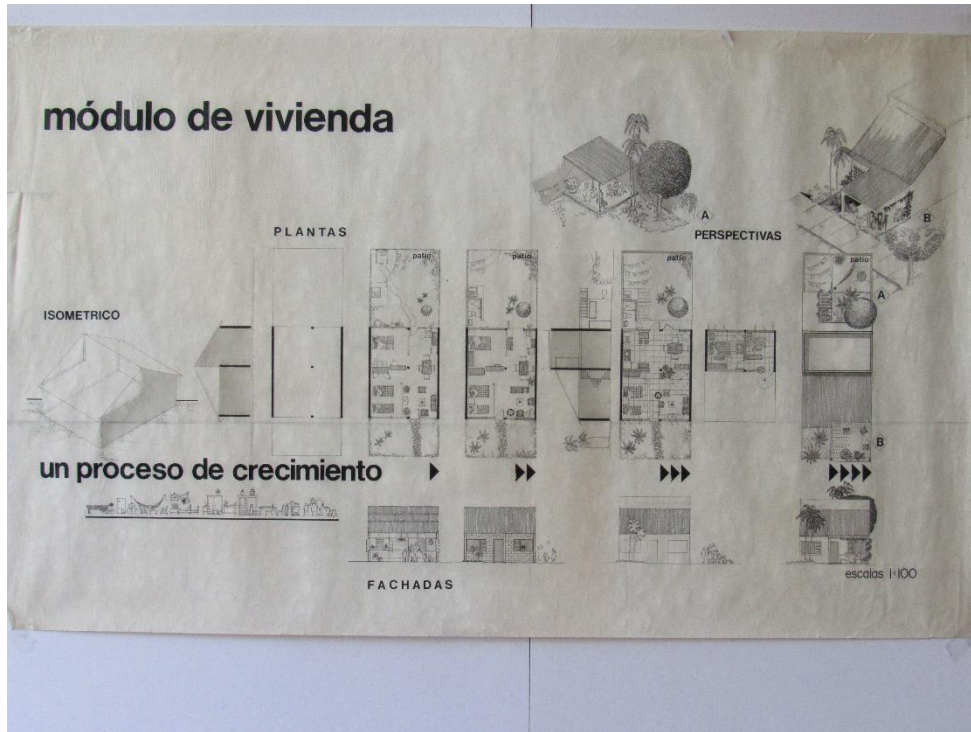 módulo de vivienda
A
B
PLANTAS
PERSPECTIVAS
patio
patio
patio
patio
A
ISOMETRICO
B
un proceso de crecimiento
FACHADAS
escalas 1:100